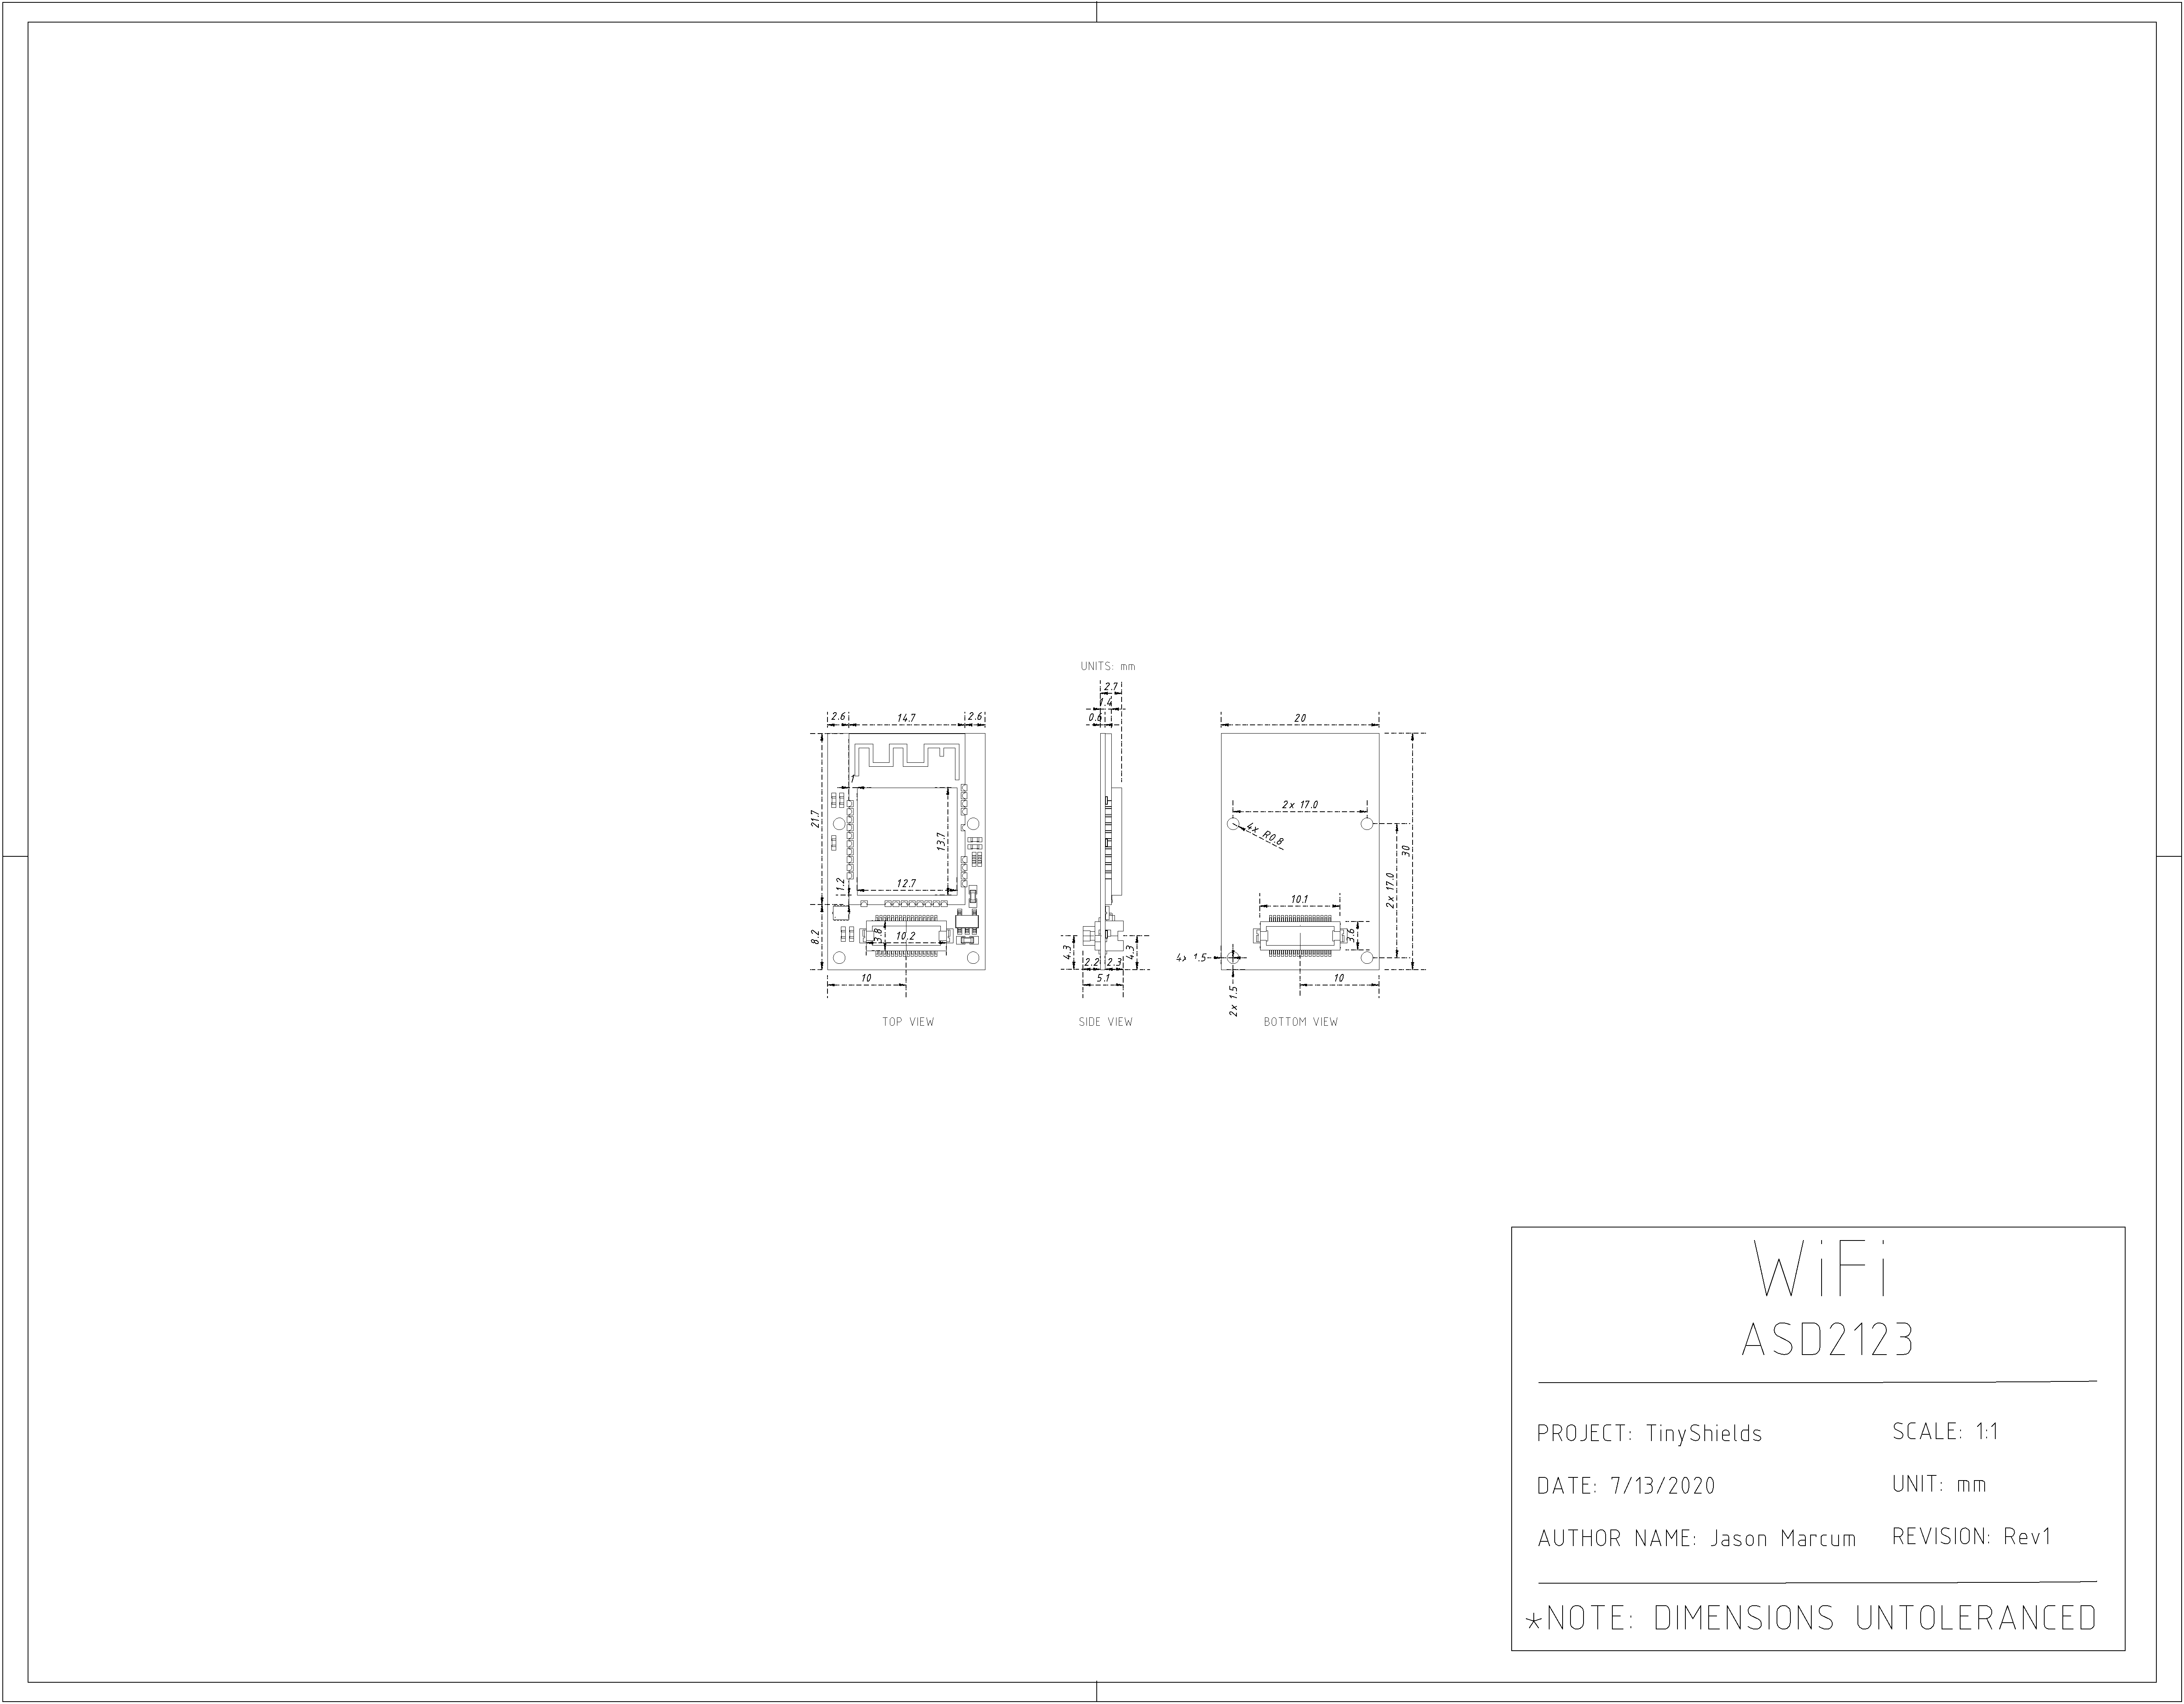 UNITS: mm
2.6
14.7
2.6
21.7
1
13.7
12.7
1.2
8.2
3.8
10.2
10
TOP VIEW
2.7
1.4
0.6
4.3
4.3
2.2
2.3
5.1
SIDE VIEW
20
2x 17.0
4x R0.8
30
2x 17.0
10.1
3.6
4x 1.5
2x 1.5
10
BOTTOM VIEW
WiFi
ASD2123
PROJECT: TinyShields
SCALE: 1:1
DATE: 7/13/2020
UNIT: mm
AUTHOR NAME: Jason Marcum
REVISION: Rev1
*NOTE: DIMENSIONS UNTOLERANCED